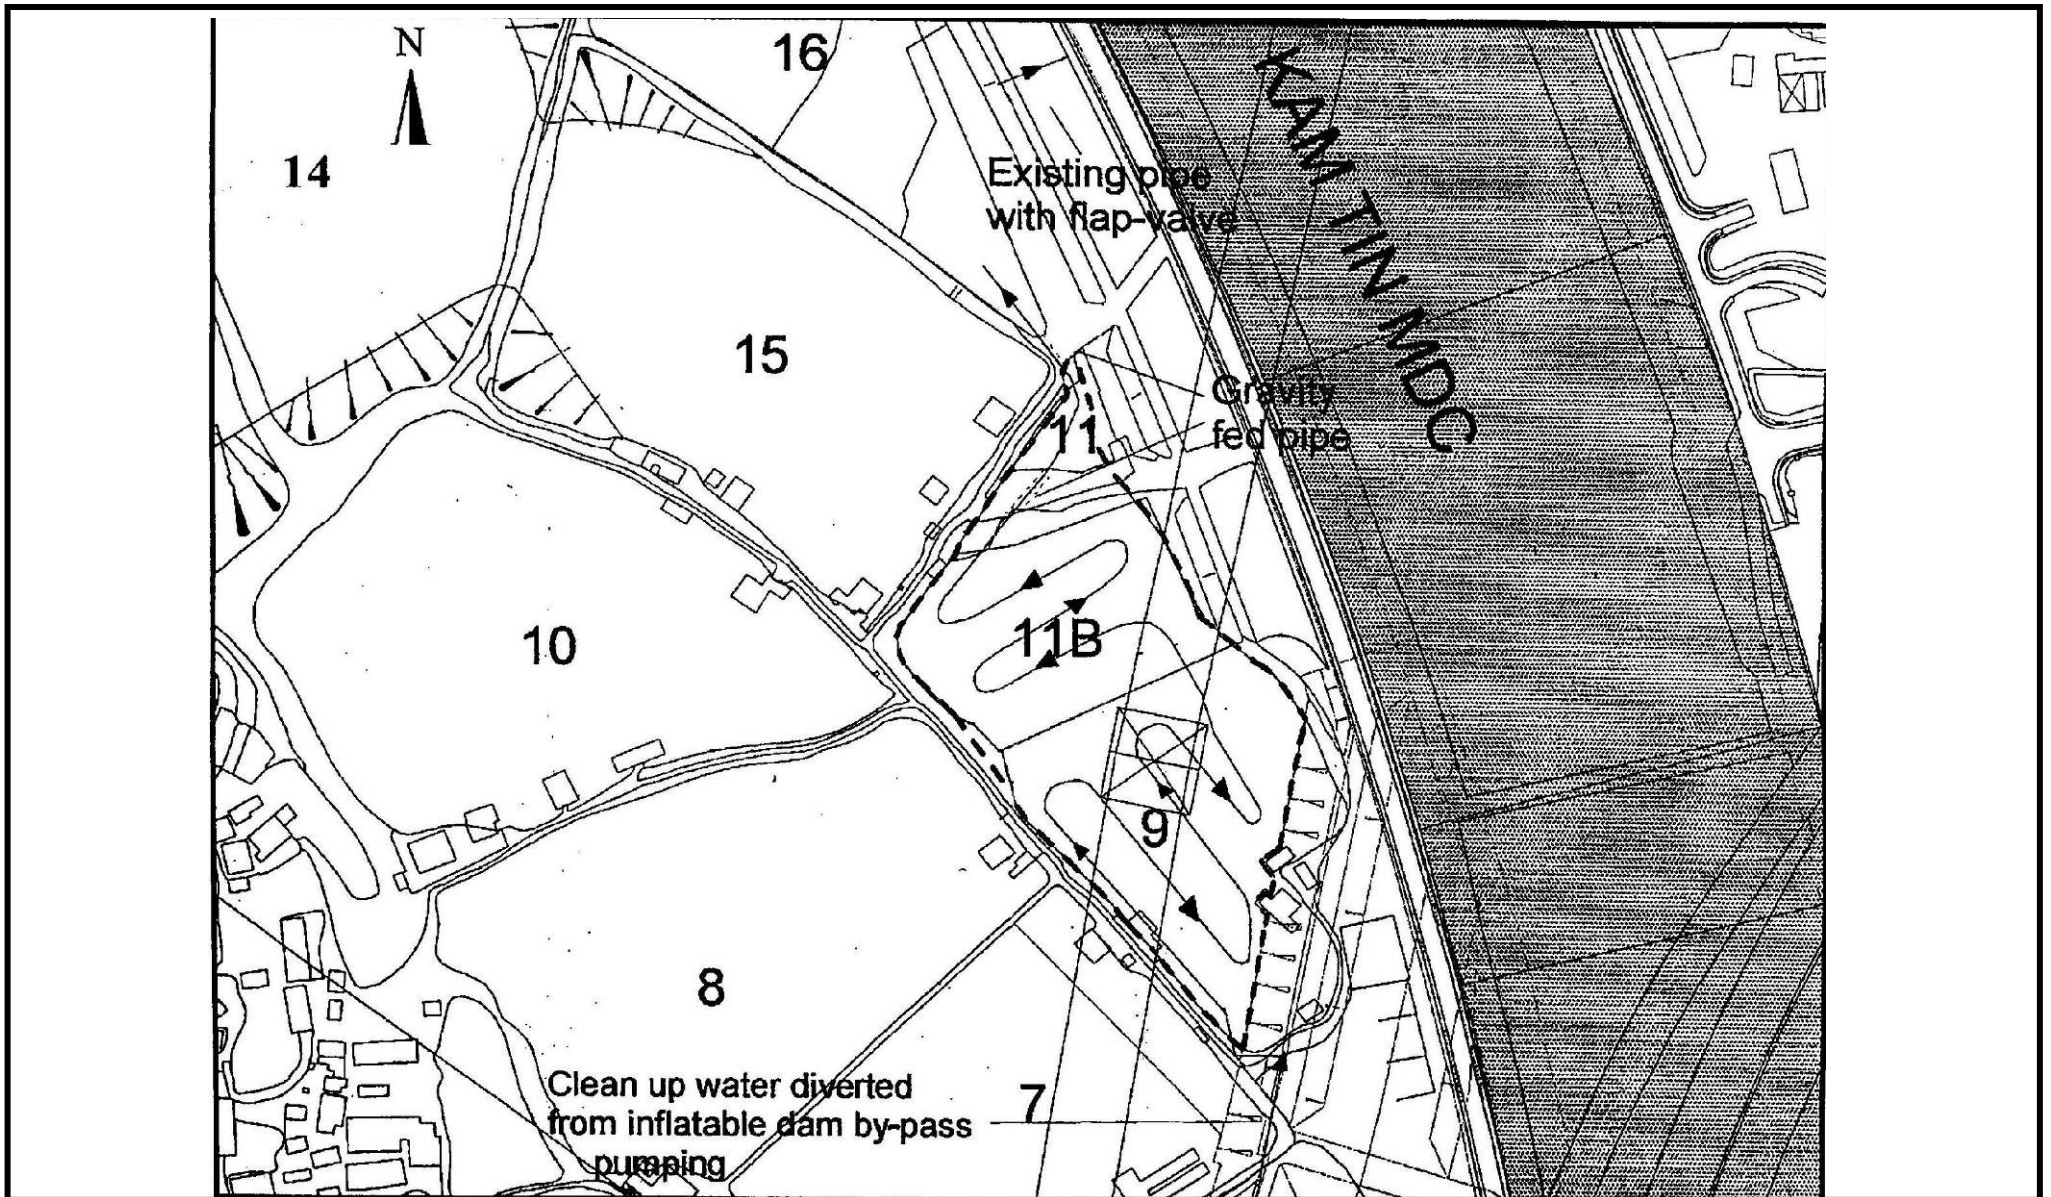 N
16
14
KAM TIN MDC
Existing pipe
with flap-valve
15
Gravity
fed pipe
11
10
11B
9
8
Clean up water diverted
from inflatable dam by-pass
pumping
7